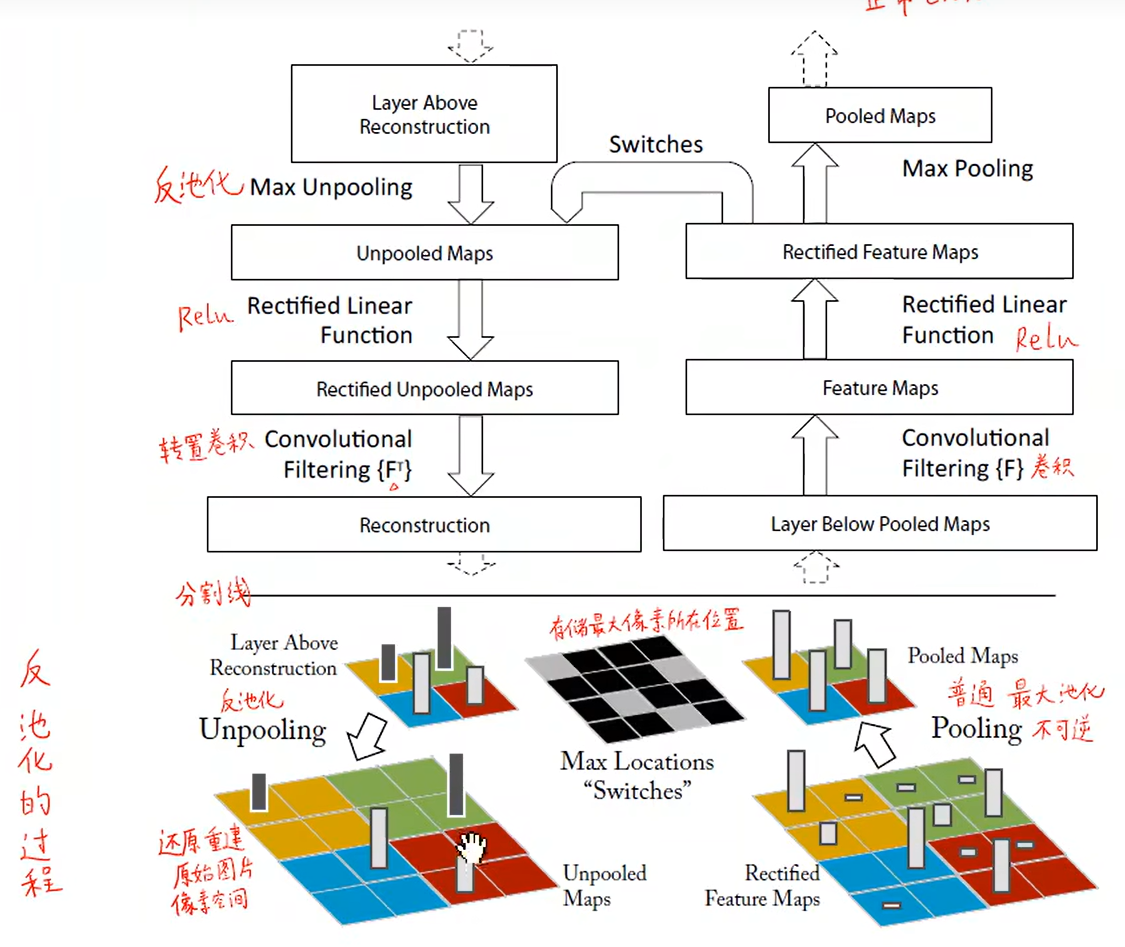 Layer Above
Reconstruction
Pooled Maps
Switches
反池化 Max Unpooling
Max Pooling
Unpooled Maps
Rectified Feature Maps
Relu Rectified Linear
Function
Rectified Linear
Function Relu
Rectified Unpooled Maps
Feature Maps
转置卷积 Convolutional
Filtering {Fᵀ}
Convolutional
Filtering {F} 卷积
Reconstruction
Layer Below Pooled Maps
分割线
存储最大像素所在位置
Layer Above
Reconstruction
反池化
Unpooling
Pooled Maps
普通 最大池化
Pooling 不可逆
Max Locations
“Switches”
反池化的过程
还原重建
原始图片
像素空间
Unpooled
Maps
Rectified
Feature Maps